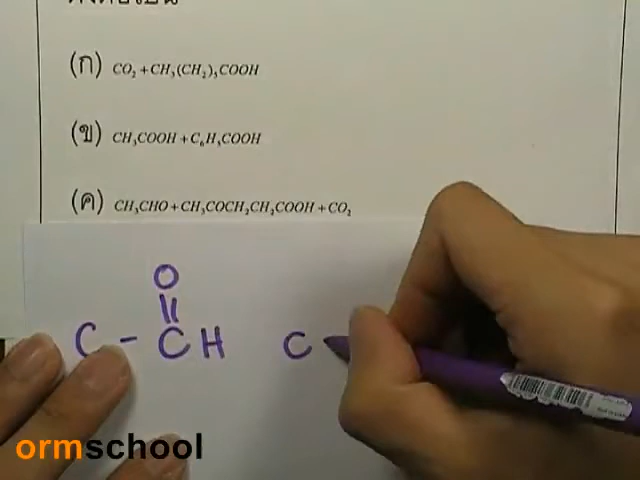 (ก) CO₂ + CH₃(CH₂)₃COOH
(ข) CH₃COOH + C₆H₅COOH
(ค) CH₃CHO + CH₃COCH₂CH₂COOH + CO₂
O
C - CH C
ormschool